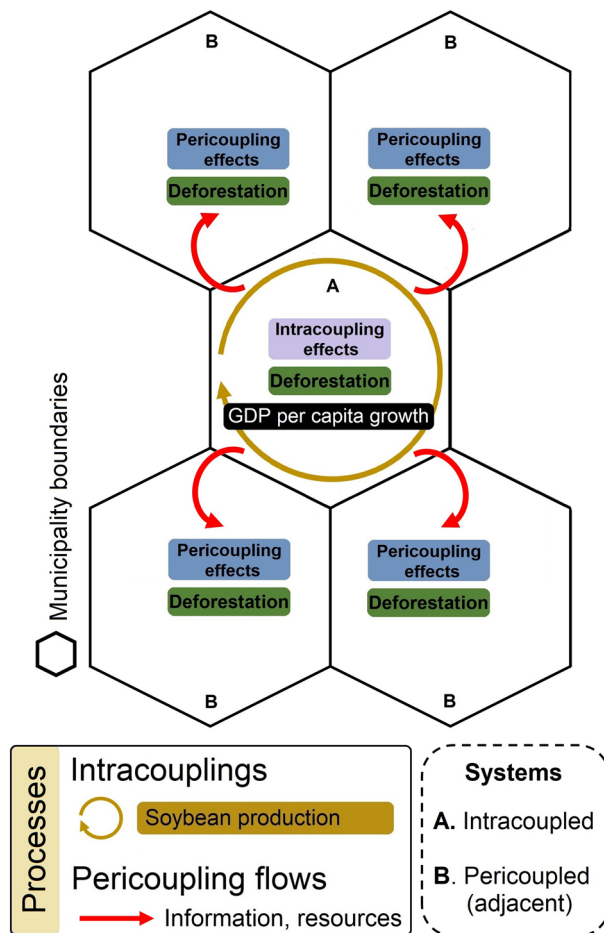 B
B
Pericoupling
effects
Deforestation
Pericoupling
effects
Deforestation
A
Intracoupling
effects
Deforestation
GDP per capita growth
Municipality boundaries
Pericoupling
effects
Deforestation
Pericoupling
effects
Deforestation
B
B
Processes
Intracouplings
Soybean production
Pericoupling flows
Information, resources
Systems
A. Intracoupled
B. Pericoupled
(adjacent)